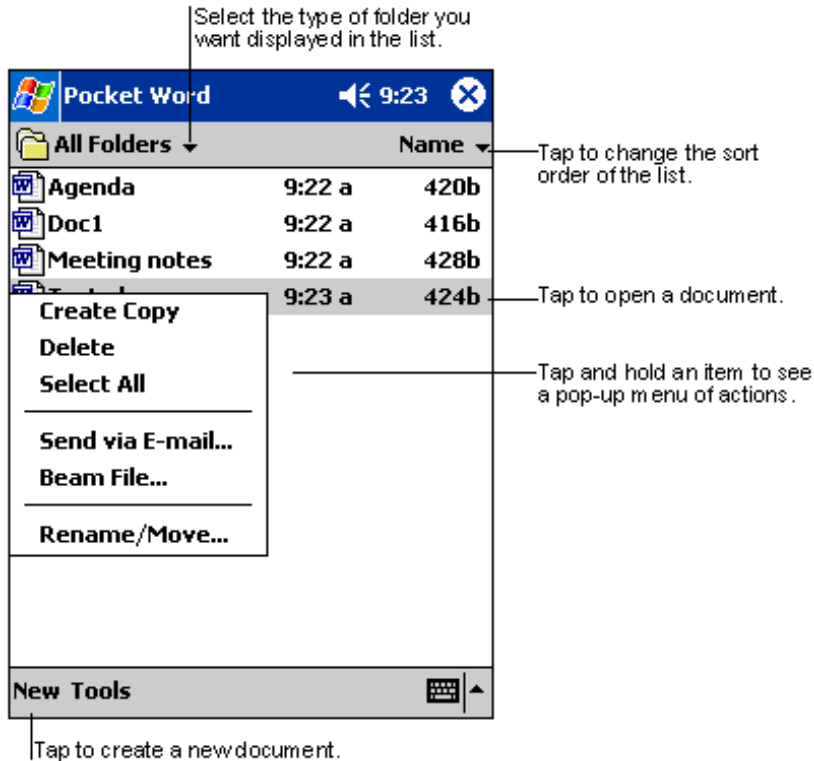 Select the type of folder you
want displayed in the list.
Pocket Word 9:23
All Folders Name
Tap to change the sort
order of the list.
Agenda 9:22 a 420b
Doc1 9:22 a 416b
Meeting notes 9:22 a 428b
9:23 a 424b
Tap to open a document.
Create Copy
Delete
Select All
Tap and hold an item to see
a pop-up menu of actions.
Send via E-mail...
Beam File...
Rename/Move...
New Tools
Tap to create a new document.